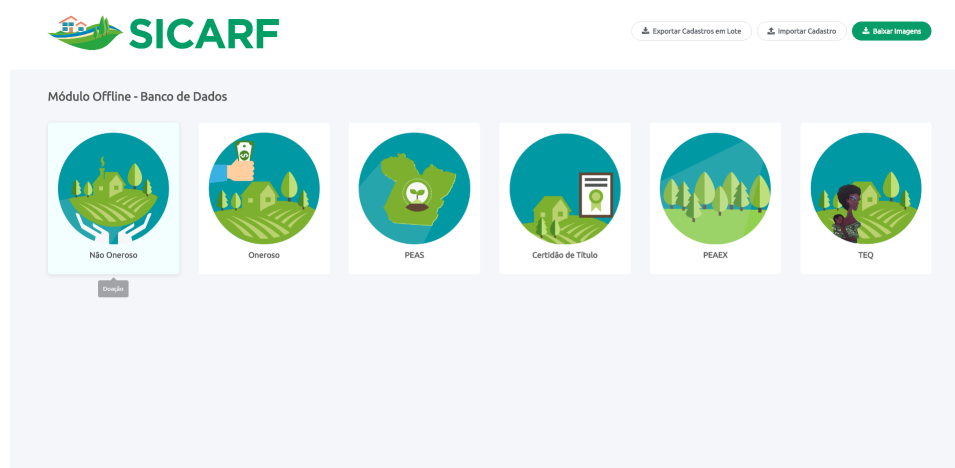 SICARF
Exportar Cadastros em Lote
Importar Cadastro
Baixar Imagens
Módulo Offline - Banco de Dados
Não Oneroso
Oneroso
PEAS
Certidão de Título
PEAEX
TEQ
Doação